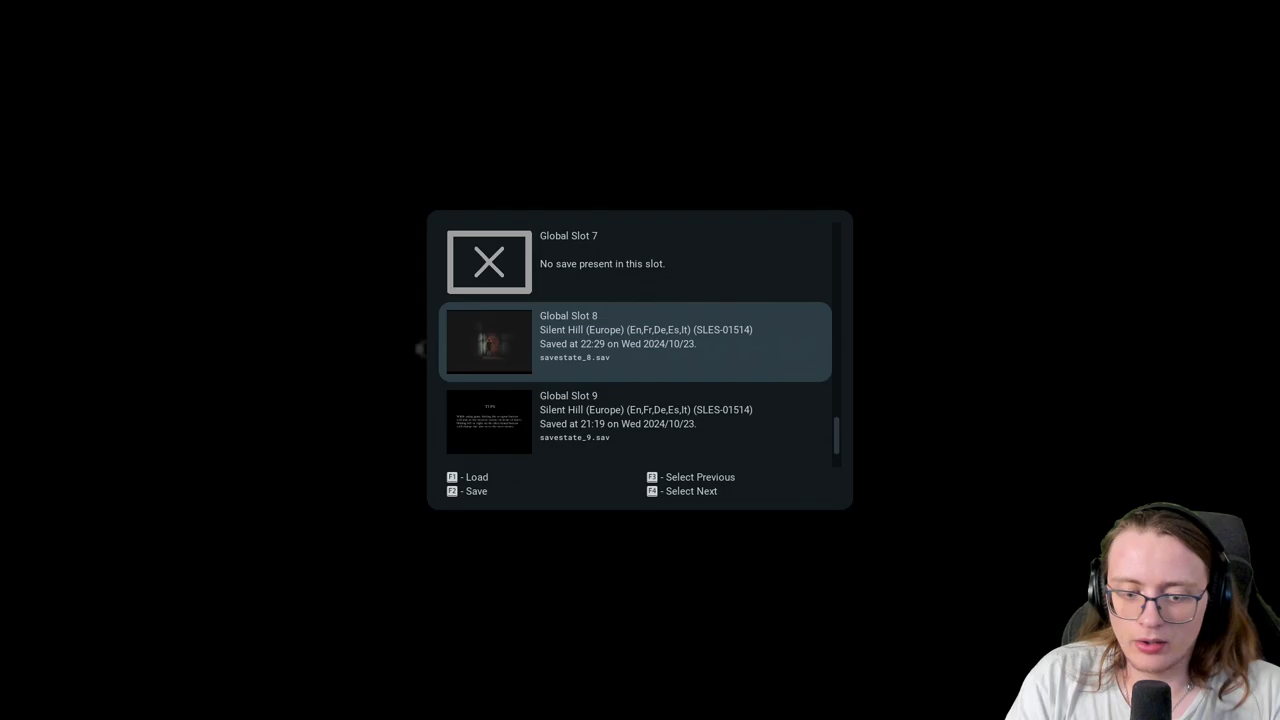 Global Slot 7
No save present in this slot.
Global Slot 8
Silent Hill (Europe) (En,Fr,De,Es,It) (SLES-01514)
Saved at 22:29 on Wed 2024/10/23.
savestate_8.sav
TIPS
Global Slot 9
Silent Hill (Europe) (En,Fr,De,Es,It) (SLES-01514)
Saved at 21:19 on Wed 2024/10/23.
savestate_9.sav
F1 - Load
F2 - Save
F3 - Select Previous
F4 - Select Next